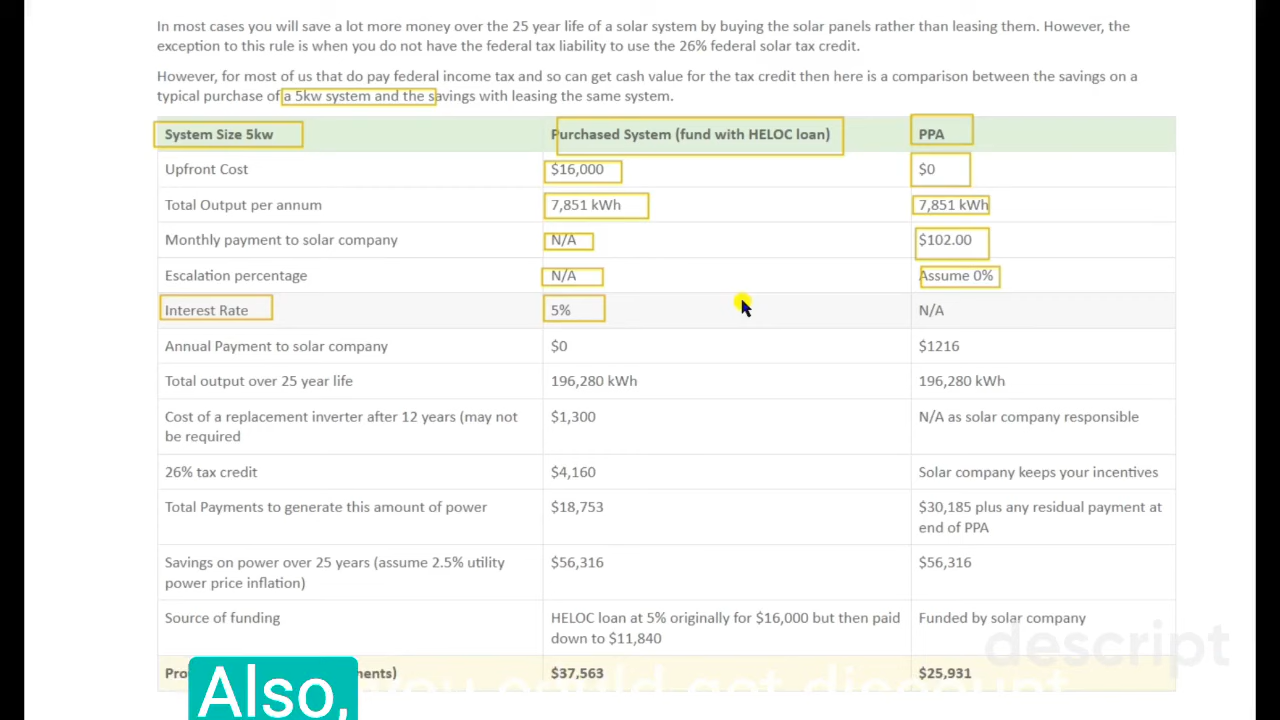 In most cases you will save a lot more money over the 25 year life of a solar system by buying the solar panels rather than leasing them. However, the
exception to this rule is when you do not have the federal tax liability to use the 26% federal solar tax credit.
However, for most of us that do pay federal income tax and so can get cash value for the tax credit then here is a comparison between the savings on a
typical purchase of a 5kw system and the savings with leasing the same system.
System Size 5kw Purchased System (fund with HELOC loan) PPA
Upfront Cost $16,000 $0
Total Output per annum 7,851 kWh 7,851 kWh
Monthly payment to solar company N/A $102.00
Escalation percentage N/A Assume 0%
Interest Rate 5% N/A
Annual Payment to solar company $0 $1216
Total output over 25 year life 196,280 kWh 196,280 kWh
Cost of a replacement inverter after 12 years (may not $1,300 N/A as solar company responsible
be required
26% tax credit $4,160 Solar company keeps your incentives
Total Payments to generate this amount of power $18,753 $30,185 plus any residual payment at
end of PPA
Savings on power over 25 years (assume 2.5% utility $56,316 $56,316
power price inflation)
Source of funding HELOC loan at 5% originally for $16,000 but then paid Funded by solar company
down to $11,840
descript
$37,563 $25,931
Also, you could get discount